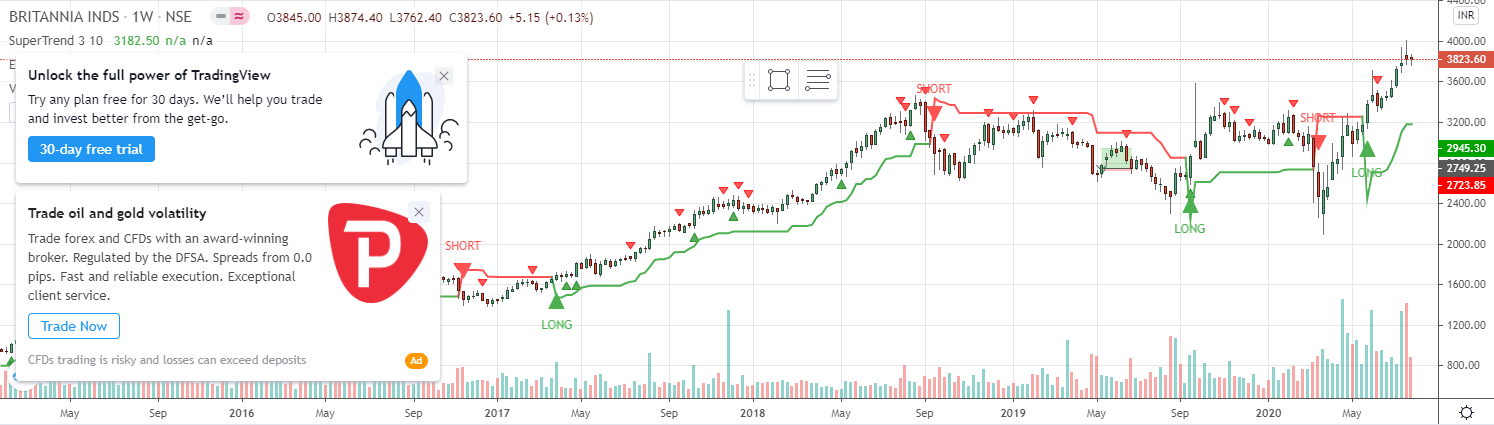 BRITANNIA INDS · 1W · NSE O3845.00 H3874.40 L3762.40 C3823.60 +5.15 (+0.13%)
SuperTrend 3 10 3182.50 n/a n/a
Unlock the full power of TradingView
Try any plan free for 30 days. We'll help you trade
and invest better from the get-go.
30-day free trial
Trade oil and gold volatility
Trade forex and CFDs with an award-winning
broker. Regulated by the DFSA. Spreads from 0.0
pips. Fast and reliable execution. Exceptional
client service.
Trade Now
CFDs trading is risky and losses can exceed deposits
Ad
P
SHORT
LONG
SHORT
LONG
SHORT
LONG
INR
4000.00
3823.60
3600.00
3200.00
2945.30
2749.25
2723.85
2400.00
2000.00
1600.00
1200.00
800.00
May Sep 2016 May Sep 2017 May Sep 2018 May Sep 2019 May Sep 2020 May